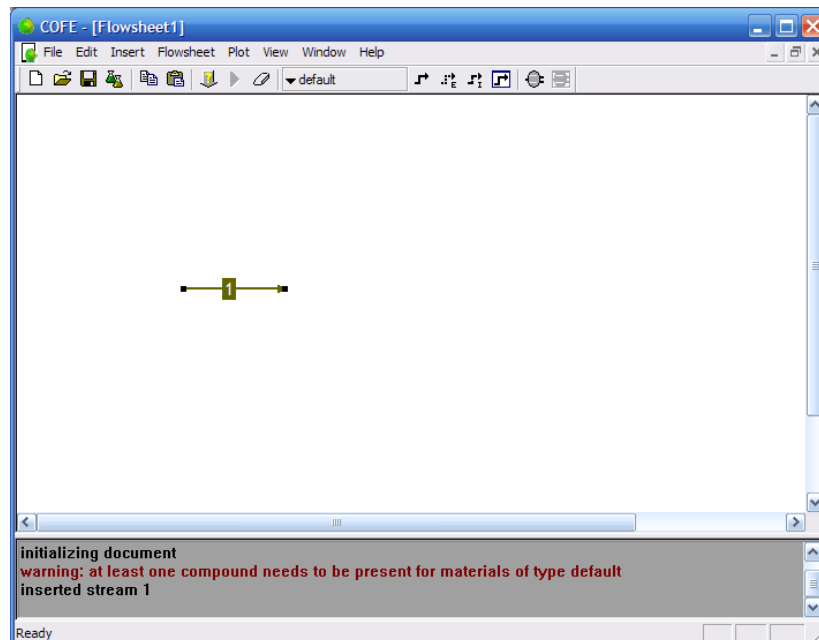 COFE - [Flowsheet1]
File Edit Insert Flowsheet Plot View Window Help
default
E
I
1
initializing document
warning: at least one compound needs to be present for materials of type default
inserted stream 1
Ready